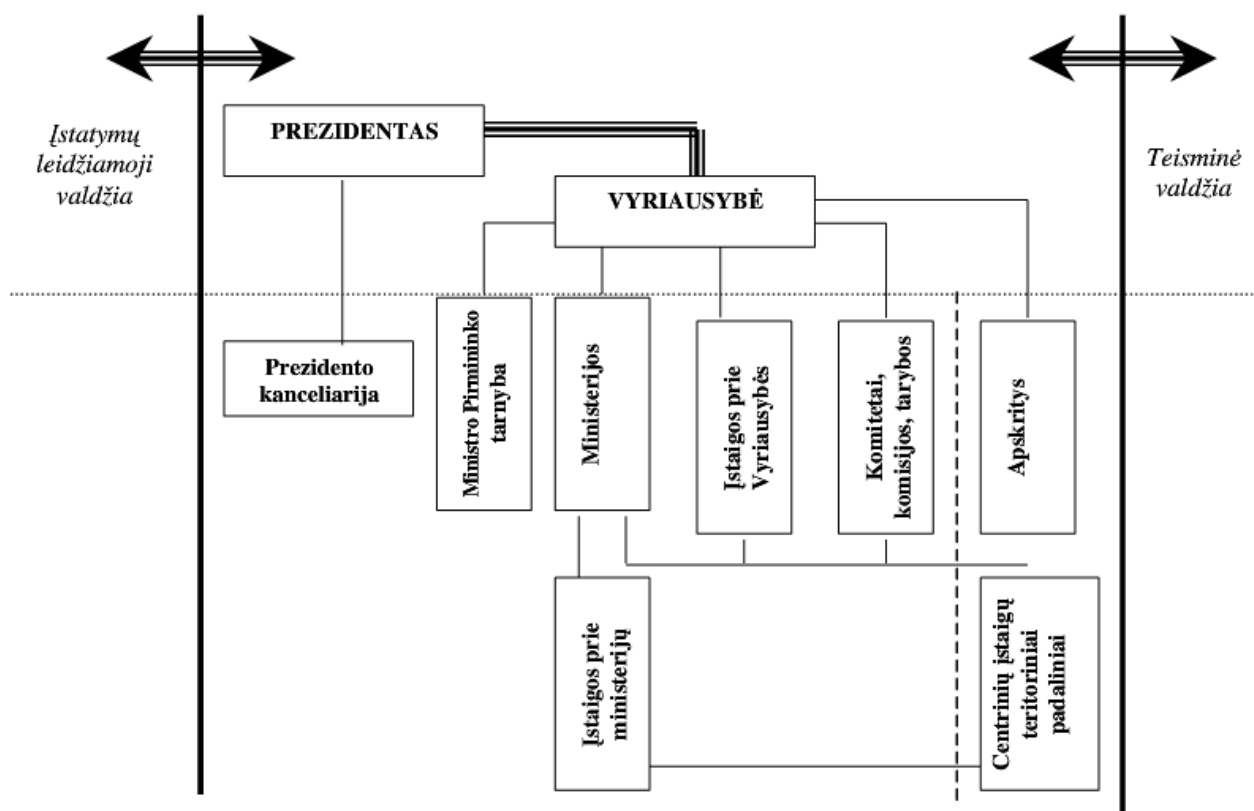 Įstatymų
leidžiamoji
valdžia
PREZIDENTAS
Teisminė
valdžia
VYRIAUSYBĖ
Prezidento
kanceliarija
Ministro Pirmininko
tarnyba
Ministerijos
Įstaigos prie
Vyriausybės
Komitetai,
komisijos, tarybos
Apskritys
Įstaigos prie
ministerijų
Centrinių įstaigų
teritoriniai
padaliniai